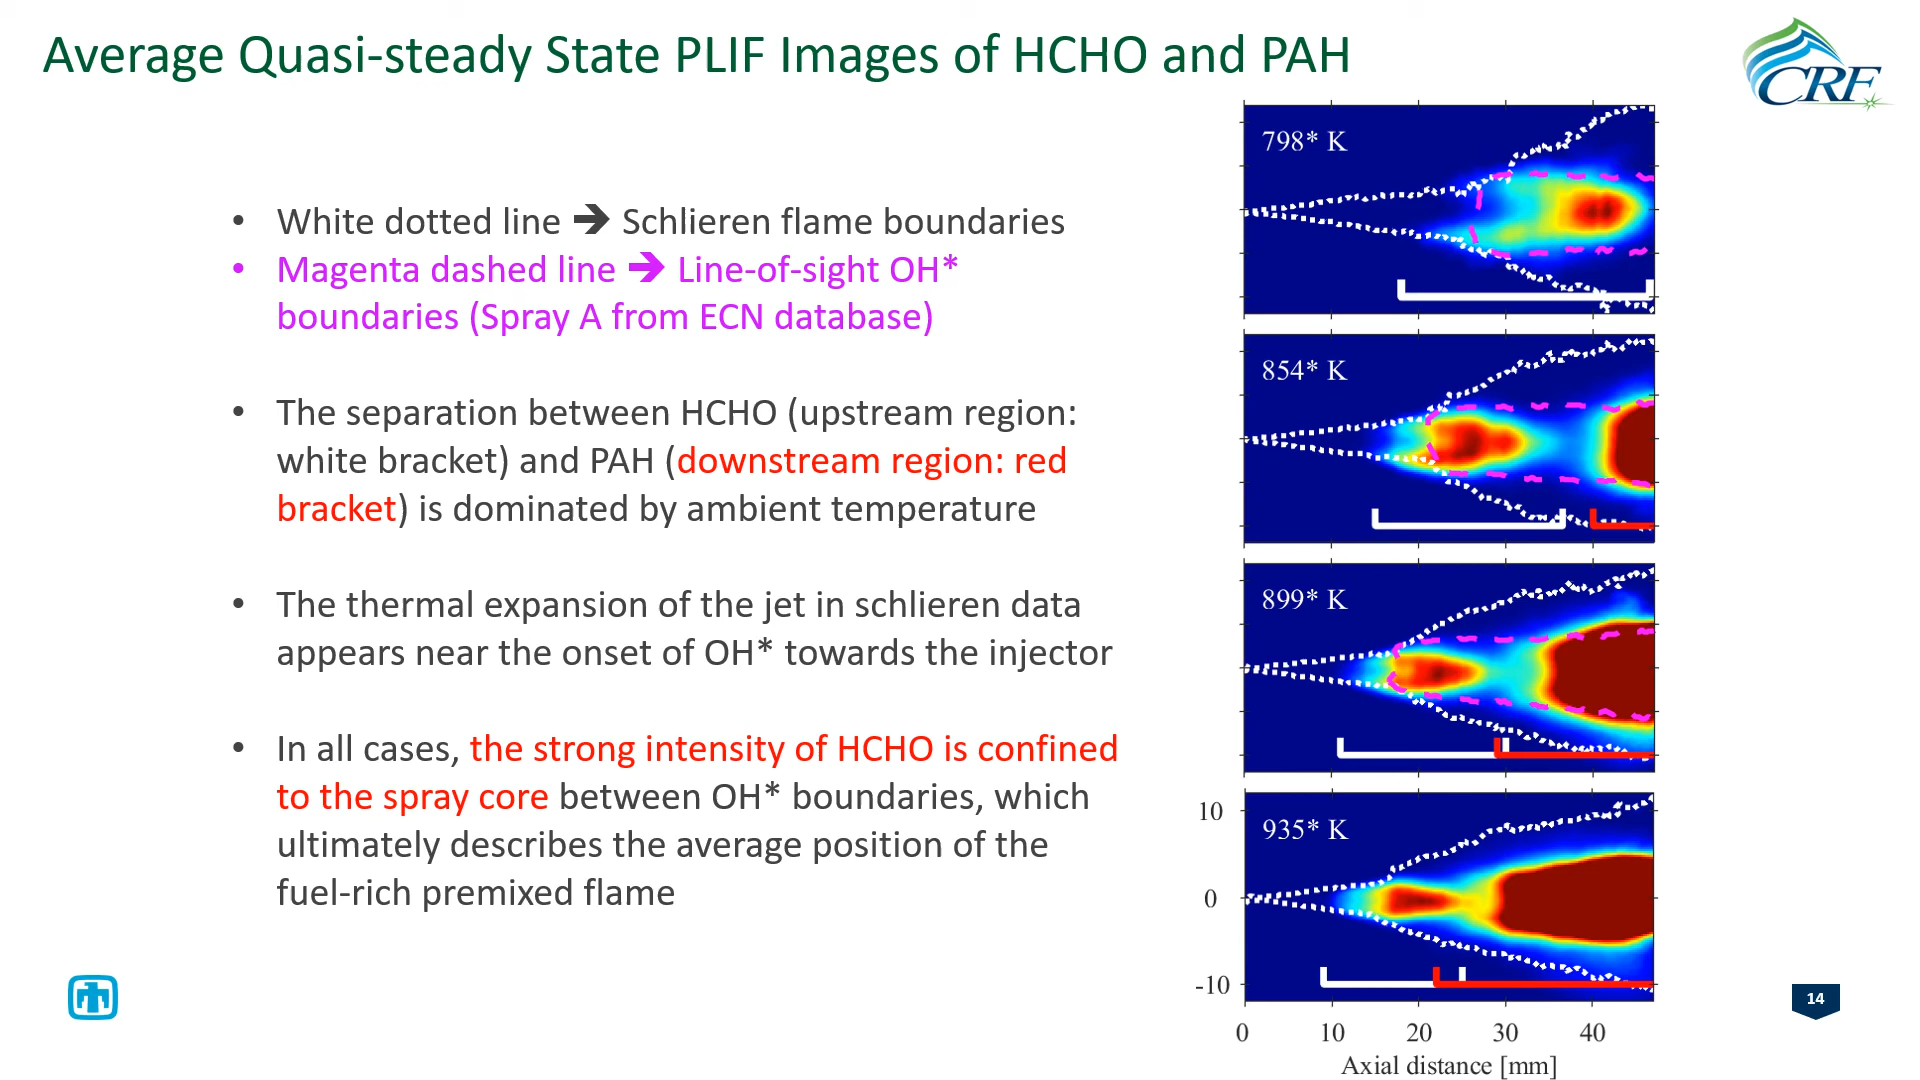 Average Quasi-steady State PLIF Images of HCHO and PAH
CRF
• White dotted line ➔ Schlieren flame boundaries
• Magenta dashed line ➔ Line-of-sight OH*
boundaries (Spray A from ECN database)
• The separation between HCHO (upstream region:
white bracket) and PAH (downstream region: red
bracket) is dominated by ambient temperature
• The thermal expansion of the jet in schlieren data
appears near the onset of OH* towards the injector
• In all cases, the strong intensity of HCHO is confined
to the spray core between OH* boundaries, which
ultimately describes the average position of the
fuel-rich premixed flame
798* K
854* K
899* K
935* K
10
0
-10
0 10 20 30 40
Axial distance [mm]
14